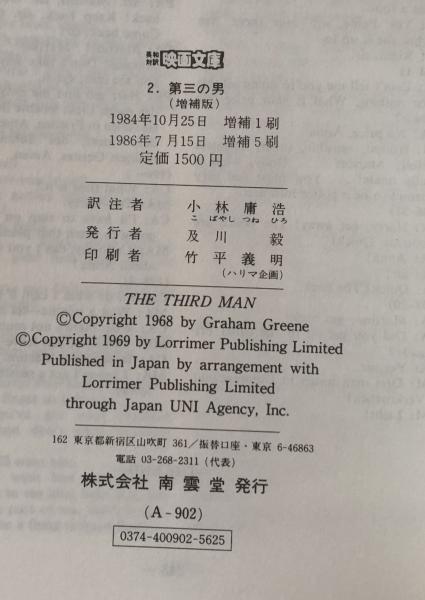 英和対訳 映画文庫
2. 第三の男
(増補版)
1984年10月25日 増補1刷
1986年7月15日 増補5刷
定価1500円
訳注者 小林庸浩
こばやしつねひろ
発行者 及川毅
印刷者 竹平義明
(ハリマ企画)
THE THIRD MAN
©Copyright 1968 by Graham Greene
©Copyright 1969 by Lorrimer Publishing Limited
Published in Japan by arrangement with
Lorrimer Publishing Limited
through Japan UNI Agency, Inc.
162 東京都新宿区山吹町 361/振替口座・東京 6-46863
電話 03-268-2311 (代表)
株式会社 南雲堂 発行
(A-902)
0374-400902-5625